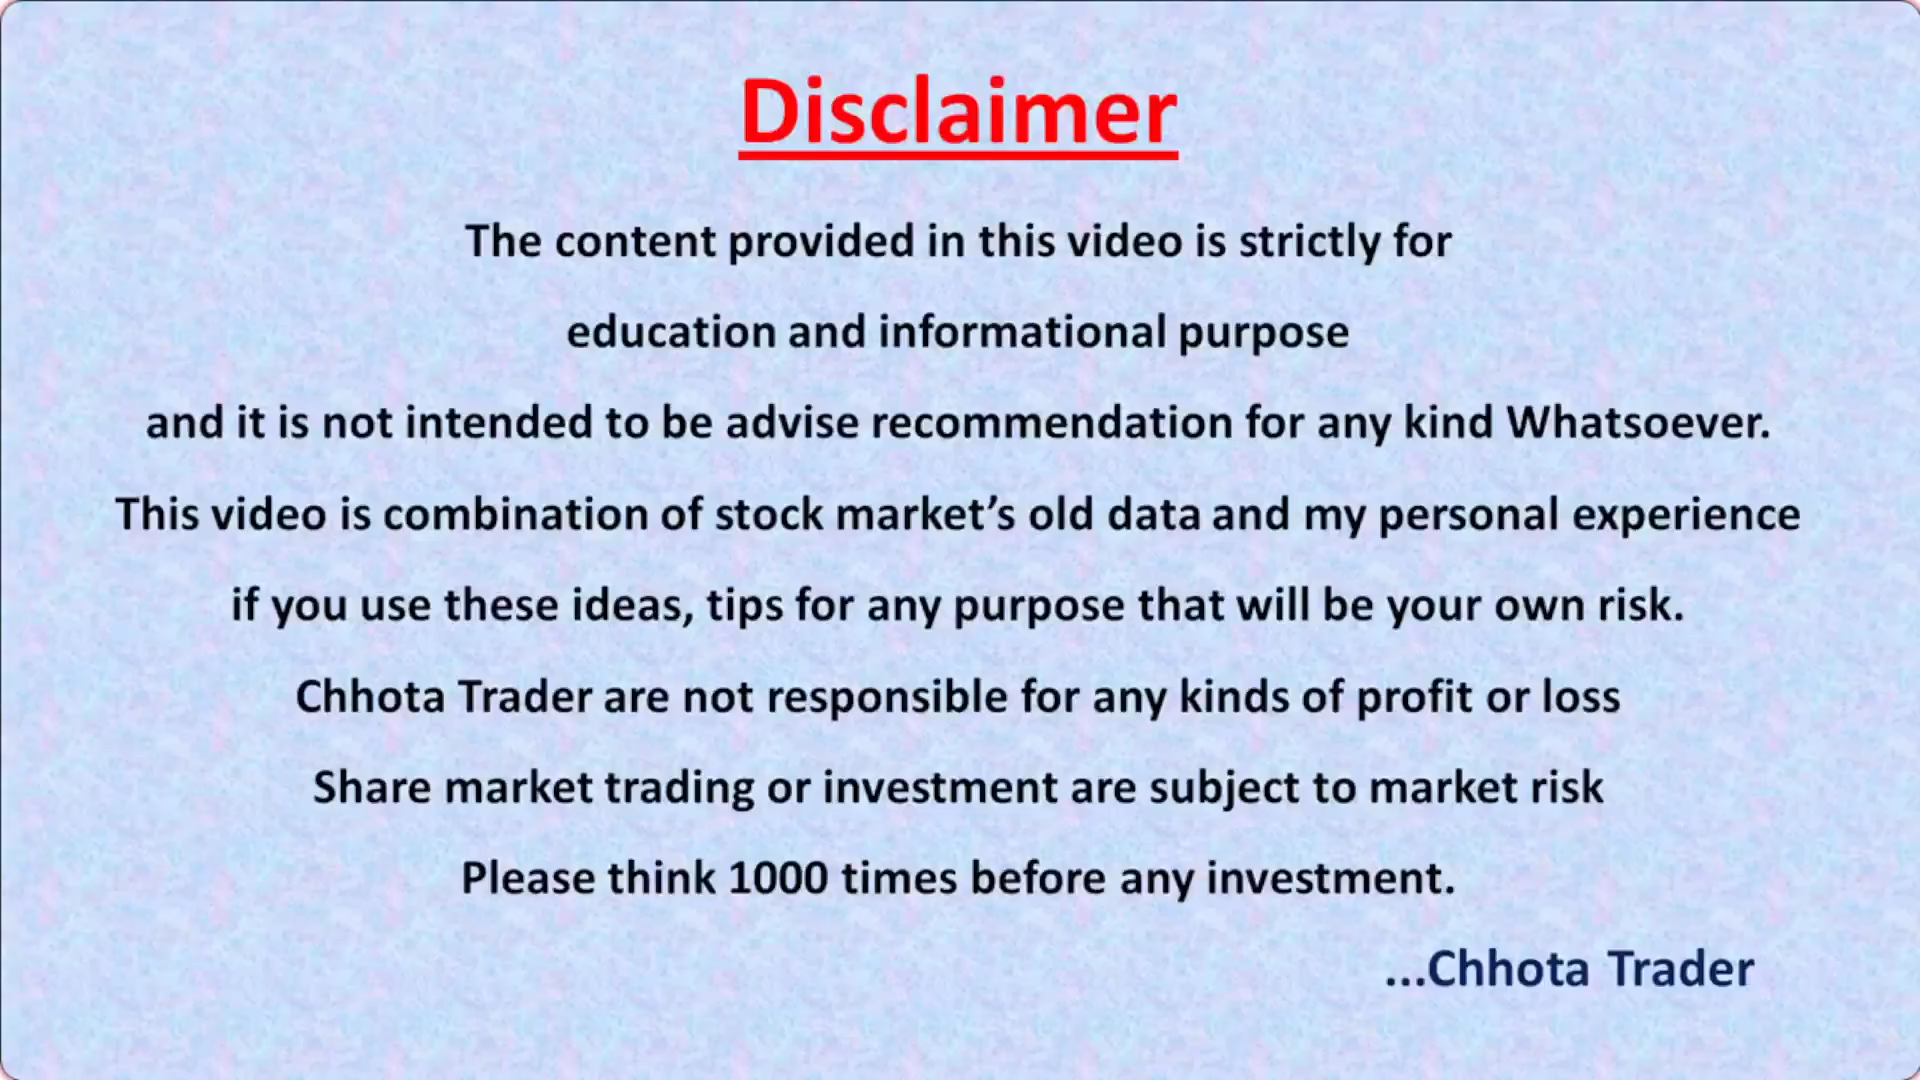 Disclaimer
The content provided in this video is strictly for
education and informational purpose
and it is not intended to be advise recommendation for any kind Whatsoever.
This video is combination of stock market’s old data and my personal experience
if you use these ideas, tips for any purpose that will be your own risk.
Chhota Trader are not responsible for any kinds of profit or loss
Share market trading or investment are subject to market risk
Please think 1000 times before any investment.
...Chhota Trader